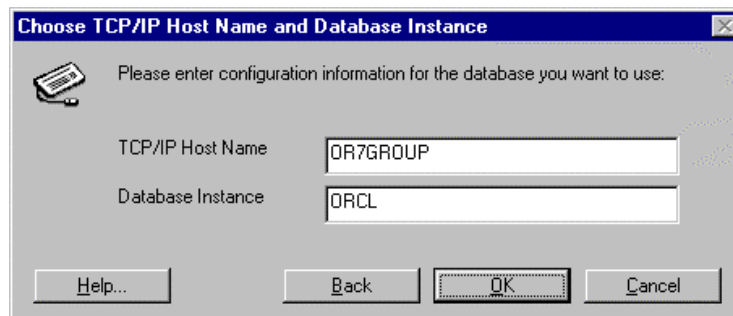 Choose TCP/IP Host Name and Database Instance
Please enter configuration information for the database you want to use:
TCP/IP Host Name
OR7GROUP
Database Instance
ORCL
Help...
Back
OK
Cancel